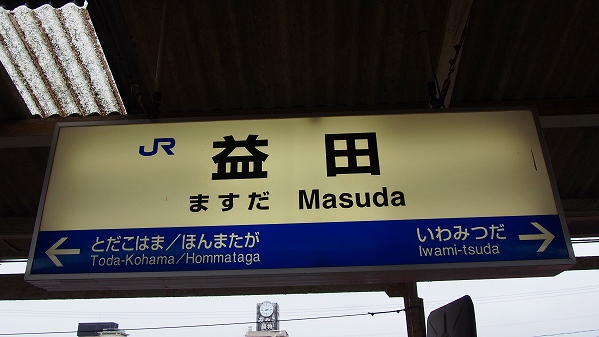 JR 益田
ますだ Masuda
← とだこはま/ほんまたが
Toda-Kohama/Hommataga
いわみつだ →
Iwami-tsuda